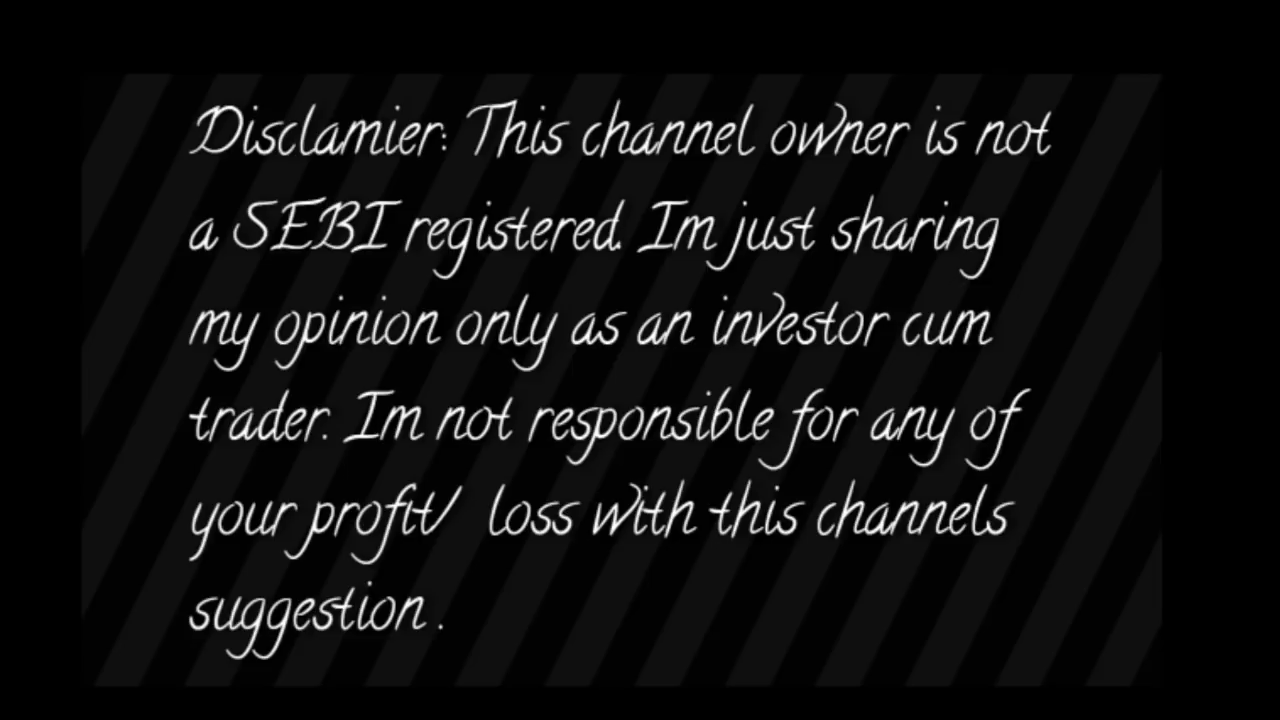 Disclamier: This channel owner is not
a SEBI registered. Im just sharing
my opinion only as an investor cum
trader. Im not responsible for any of
your profit/ loss with this channels
suggestion .